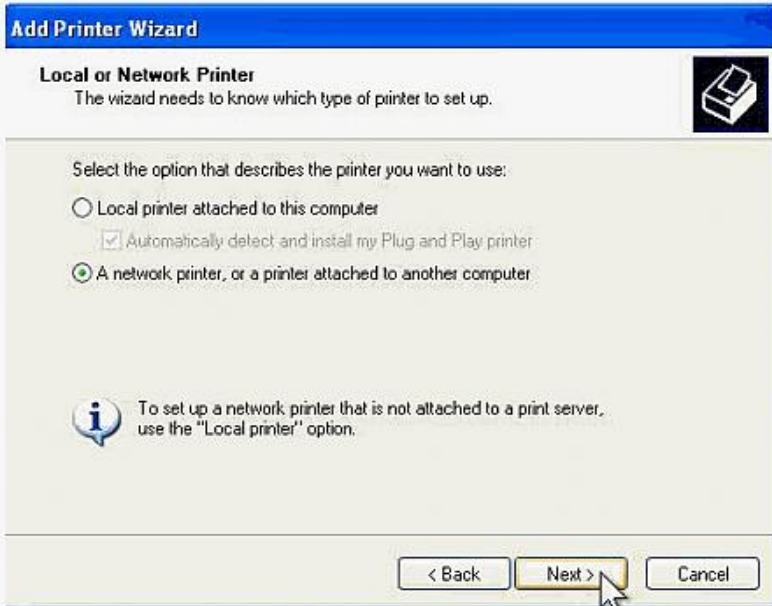 Add Printer Wizard
Local or Network Printer
The wizard needs to know which type of printer to set up.
Select the option that describes the printer you want to use:
Local printer attached to this computer
Automatically detect and install my Plug and Play printer
A network printer, or a printer attached to another computer
To set up a network printer that is not attached to a print server,
use the "Local printer" option.
< Back Next > Cancel